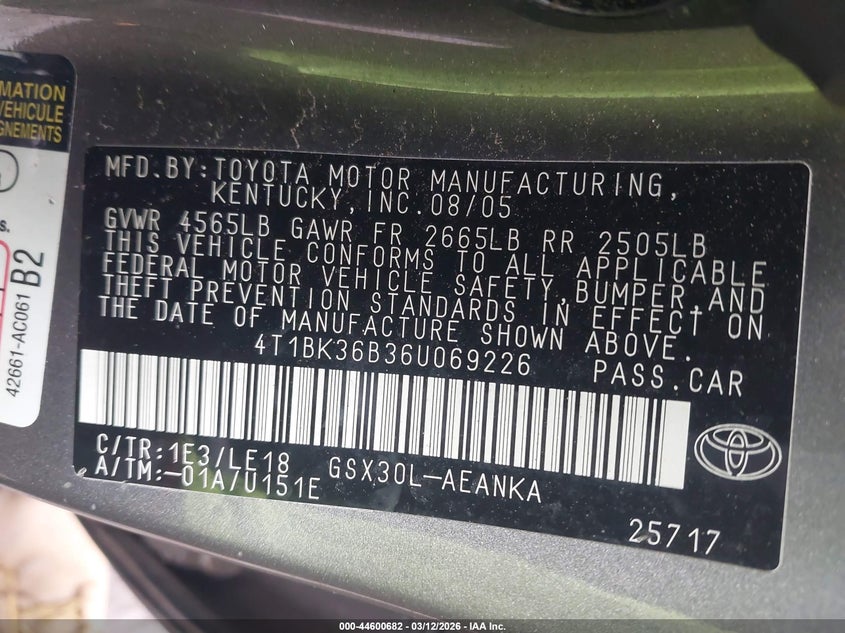 MATION
VEHICULE
GNEMENTS
s.
42661-AC061
B2
MFD.BY:TOYOTA MOTOR MANUFACTURING,
KENTUCKY,INC.08/05
GVWR 4565LB GAWR FR 2665LB RR 2505LB
THIS VEHICLE CONFORMS TO ALL APPLICABLE
FEDERAL MOTOR VEHICLE SAFETY,BUMPER,AND
THEFT PREVENTION STANDARDS IN EFFECT ON
THE DATE OF MANUFACTURE SHOWN ABOVE.
4T1BK36B36U069226 PASS.CAR
C/TR:1E3/LE18 GSX30L-AEANKA
A/TM:-01A/U151E
25717
000-44600682 - 03/12/2026 - IAA Inc.